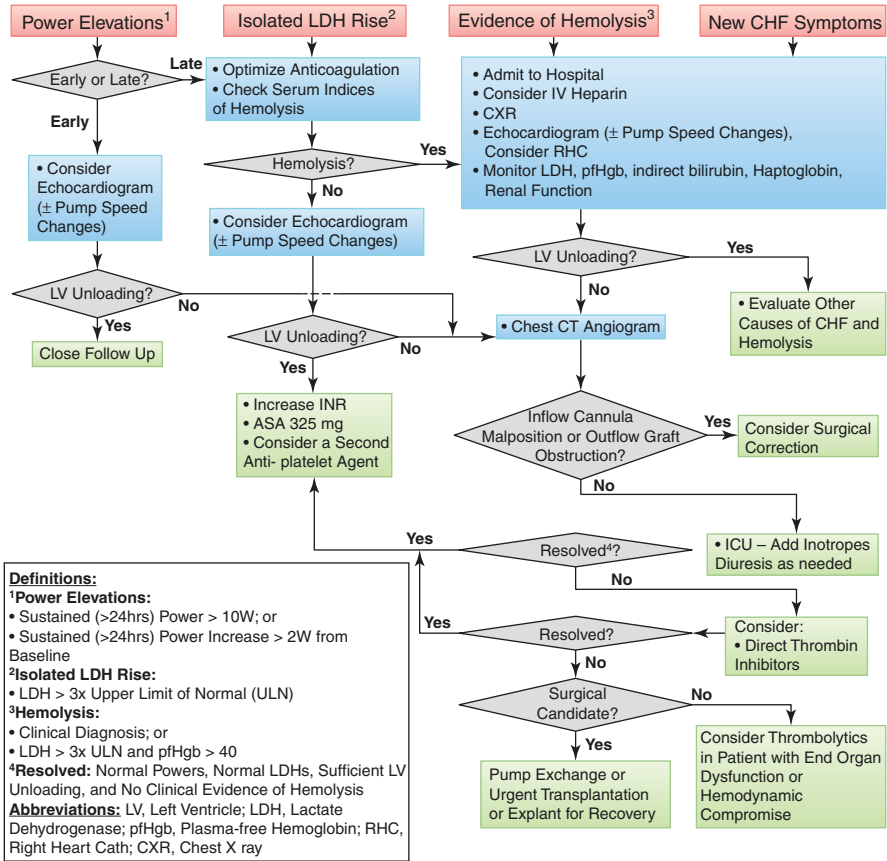 Power Elevations¹
Isolated LDH Rise²
Evidence of Hemolysis³
New CHF Symptoms
Early or Late?
Late
Early
• Optimize Anticoagulation
• Check Serum Indices
of Hemolysis
• Admit to Hospital
• Consider IV Heparin
• CXR
• Echocardiogram (± Pump Speed Changes),
Consider RHC
• Monitor LDH, pfHgb, indirect bilirubin, Haptoglobin,
Renal Function
Hemolysis?
Yes
No
• Consider
Echocardiogram
(± Pump Speed
Changes)
• Consider Echocardiogram
(± Pump Speed Changes)
LV Unloading?
Yes
No
• Evaluate Other
Causes of CHF and
Hemolysis
LV Unloading?
No
Yes
Close Follow Up
LV Unloading?
No
Yes
• Chest CT Angiogram
• Increase INR
• ASA 325 mg
• Consider a Second
Anti- platelet Agent
Inflow Cannula
Malposition or Outflow Graft
Obstruction?
Yes
No
Consider Surgical
Correction
• ICU – Add Inotropes
Diuresis as needed
Resolved⁴?
Yes
No
Consider:
• Direct Thrombin
Inhibitors
Resolved?
Yes
No
Surgical
Candidate?
No
Yes
Pump Exchange or
Urgent Transplantation
or Explant for Recovery
Consider Thrombolytics
in Patient with End Organ
Dysfunction or
Hemodynamic
Compromise
Definitions:
¹Power Elevations:
• Sustained (>24hrs) Power > 10W; or
• Sustained (>24hrs) Power Increase > 2W from
Baseline
²Isolated LDH Rise:
• LDH > 3x Upper Limit of Normal (ULN)
³Hemolysis:
• Clinical Diagnosis; or
• LDH > 3x ULN and pfHgb > 40
⁴Resolved: Normal Powers, Normal LDHs, Sufficient LV
Unloading, and No Clinical Evidence of Hemolysis
Abbreviations: LV, Left Ventricle; LDH, Lactate
Dehydrogenase; pfHgb, Plasma-free Hemoglobin; RHC,
Right Heart Cath; CXR, Chest X ray